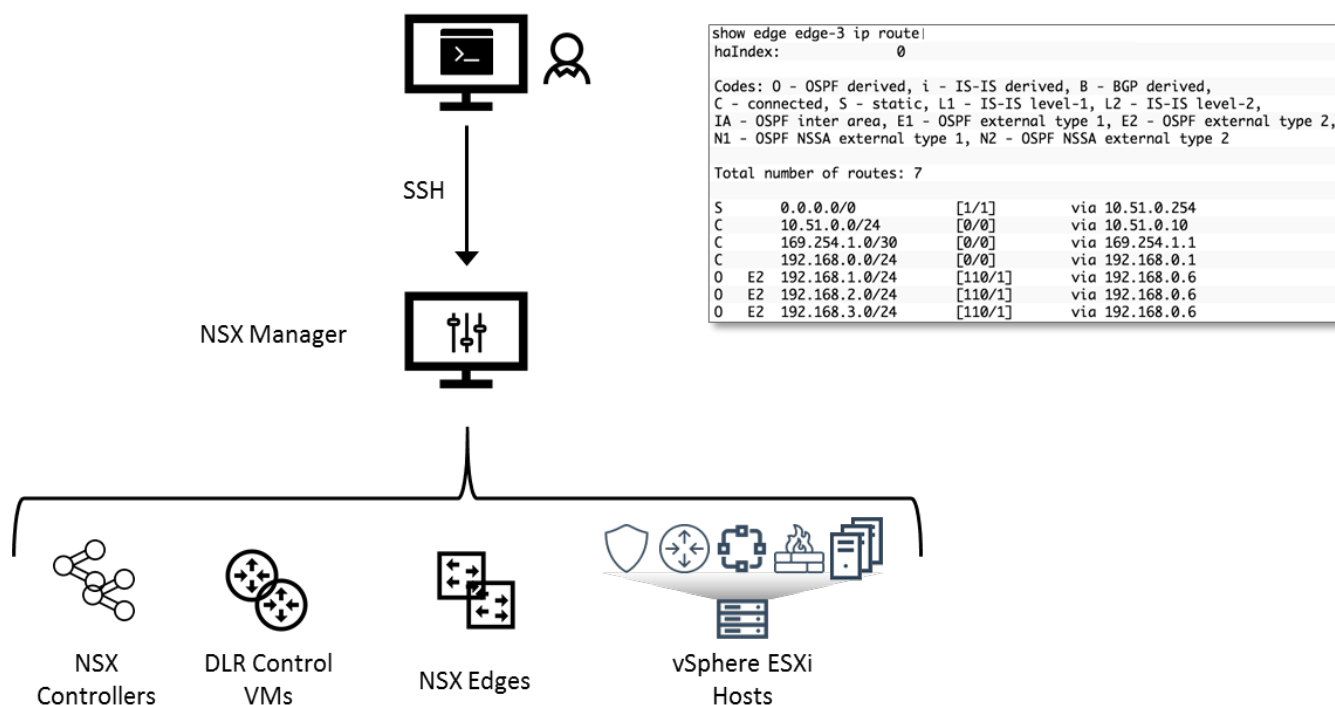 show edge edge-3 ip route
haIndex: 0
Codes: O - OSPF derived, i - IS-IS derived, B - BGP derived,
C - connected, S - static, L1 - IS-IS level-1, L2 - IS-IS level-2,
IA - OSPF inter area, E1 - OSPF external type 1, E2 - OSPF external type 2,
N1 - OSPF NSSA external type 1, N2 - OSPF NSSA external type 2
Total number of routes: 7
S 0.0.0.0/0 [1/1] via 10.51.0.254
C 10.51.0.0/24 [0/0] via 10.51.0.10
C 169.254.1.0/30 [0/0] via 169.254.1.1
C 192.168.0.0/24 [0/0] via 192.168.0.1
O E2 192.168.1.0/24 [110/1] via 192.168.0.6
O E2 192.168.2.0/24 [110/1] via 192.168.0.6
O E2 192.168.3.0/24 [110/1] via 192.168.0.6
SSH
NSX Manager
NSX
Controllers
DLR Control
VMs
NSX Edges
vSphere ESXi
Hosts